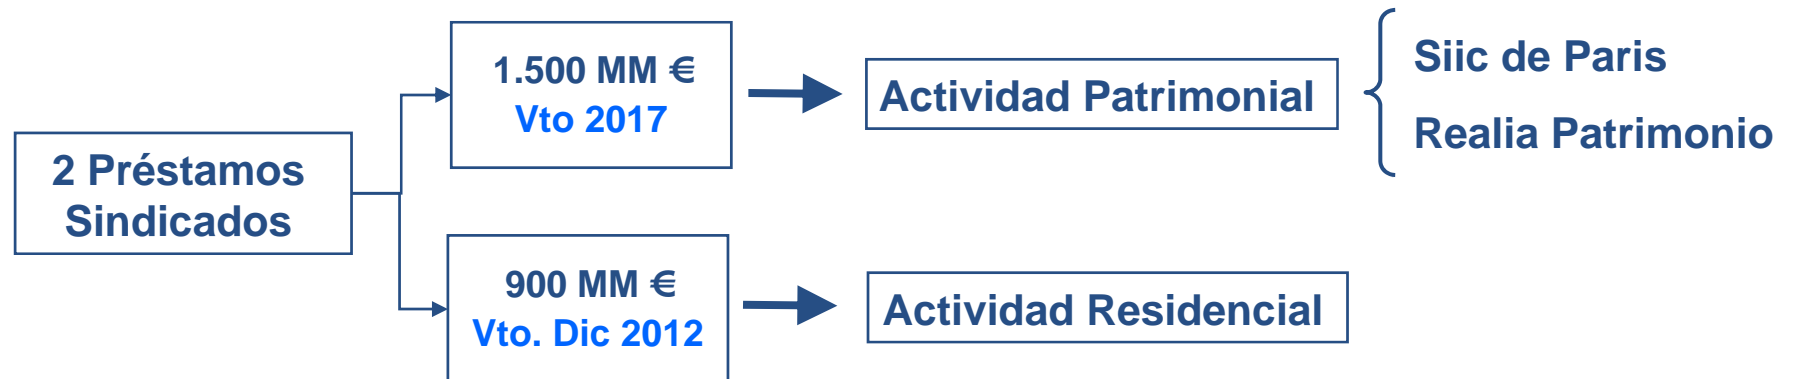 2 Préstamos
Sindicados
1.500 MM €
Vto 2017
Actividad Patrimonial
Siic de Paris
Realia Patrimonio
900 MM €
Vto. Dic 2012
Actividad Residencial